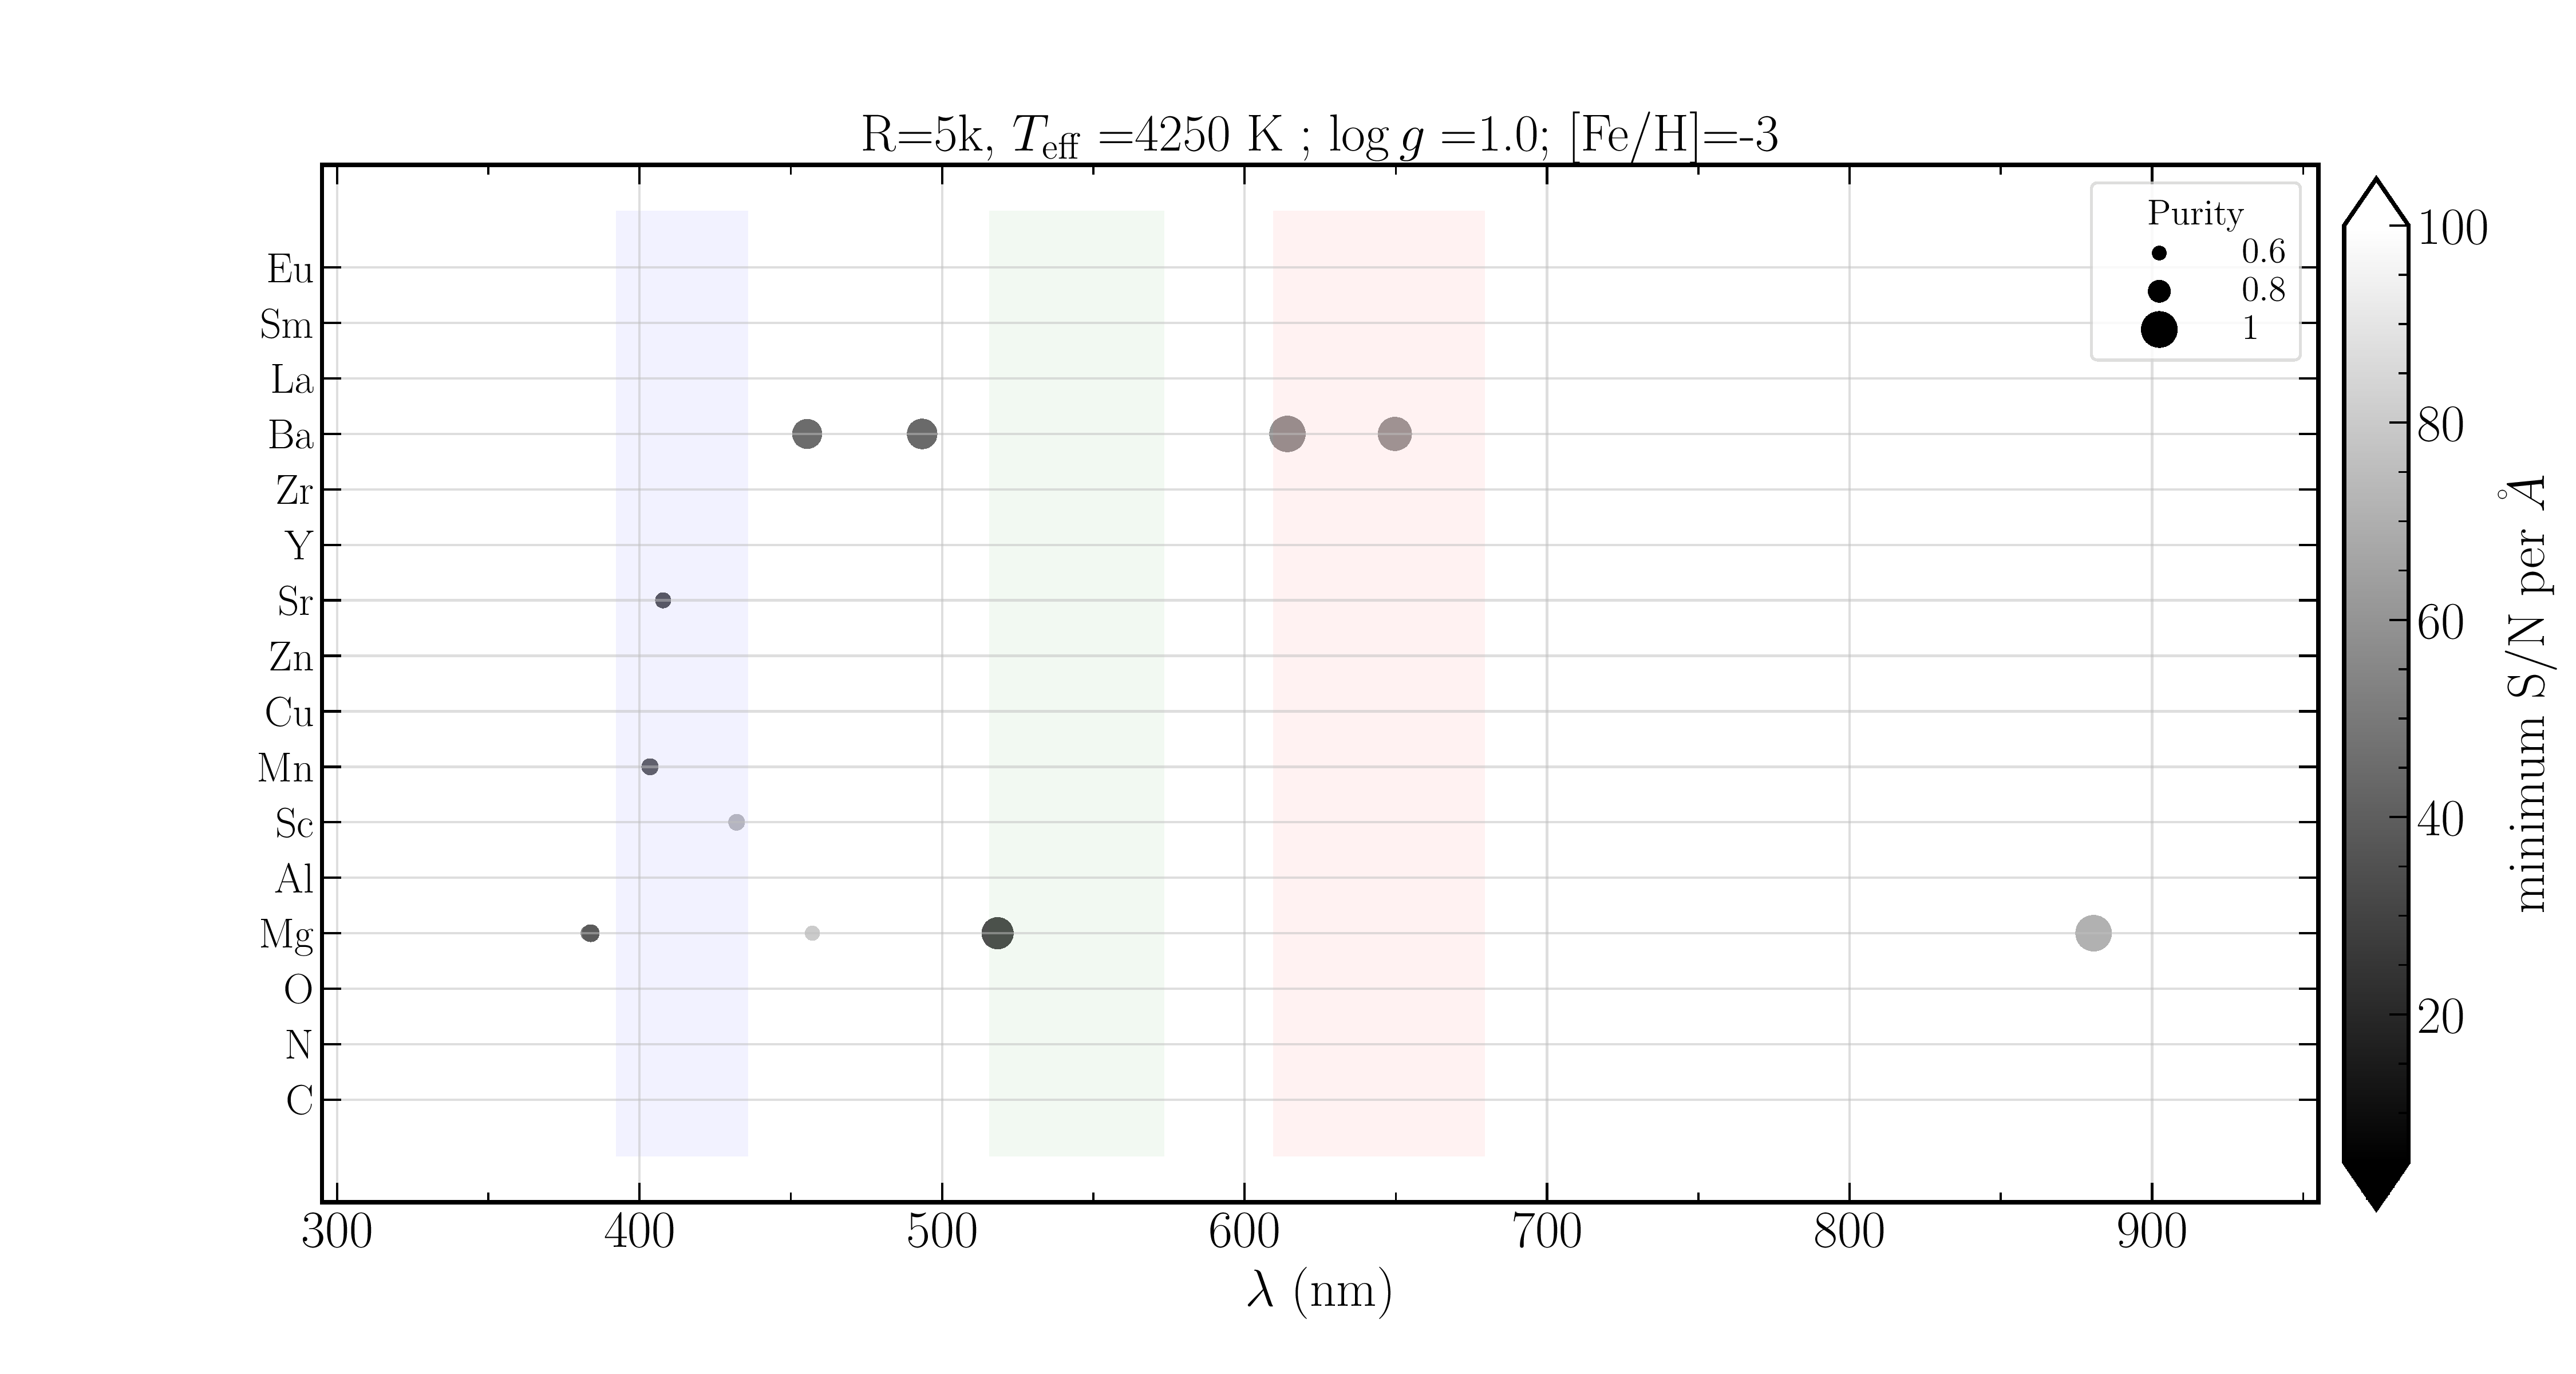 R=5k, T_eff =4250 K ; log g =1.0; [Fe/H]=-3
Purity
0.6
0.8
1
Eu
Sm
La
Ba
Zr
Y
Sr
Zn
Cu
Mn
Sc
Al
Mg
O
N
C
300 400 500 600 700 800 900
λ (nm)
100
80
60
40
20
minimum S/N per Å